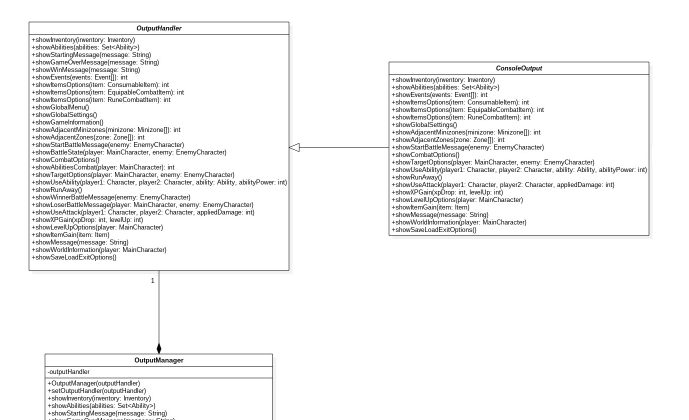 OutputHandler
+showInventory(inventory: Inventory)
+showAbilities(abilities: Set<Ability>)
+showStartingMessage(message: String)
+showGameOverMessage(message: String)
+showWinMessage(message: String)
+showEvents(events: Event[]): int
+showItemsOptions(item: ConsumableItem): int
+showItemsOptions(item: EquipableCombatItem): int
+showItemsOptions(item: RuneCombatItem): int
+showGlobalMenu()
+showGlobalSettings()
+showGameInformation()
+showAdjacentMinizones(minizone: Minizone[]): int
+showAdjacentZones(zone: Zone[]): int
+showStartBattleMessage(enemy: EnemyCharacter)
+showBattleState(player: MainCharacter, enemy: EnemyCharacter)
+showCombatOptions()
+showAbilitiesCombat(player: MainCharacter): int
+showTargetOptions(player: MainCharacter, enemy: EnemyCharacter)
+showUseAbility(player1: Character, player2: Character, ability: Ability, abilityPower: int)
+showRunAway()
+showWinnerBattleMessage(enemy: EnemyCharacter)
+showLoserBattleMessage(player: MainCharacter, enemy: EnemyCharacter)
+showUseAttack(player1: Character, player2: Character, appliedDamage: int)
+showXPGain(xpDrop: int, levelUp: int)
+showLevelUpOptions(player: MainCharacter)
+showItemGain(item: Item)
+showMessage(message: String)
+showWorldInformation(player: MainCharacter)
+showSaveLoadExitOptions()
ConsoleOutput
+showInventory(inventory: Inventory)
+showAbilities(abilities: Set<Ability>)
+showEvents(events: Event[]): int
+showItemsOptions(item: ConsumableItem): int
+showItemsOptions(item: EquipableCombatItem): int
+showItemsOptions(item: RuneCombatItem): int
+showGlobalSettings()
+showAdjacentMinizones(minizone: Minizone[]): int
+showAdjacentZones(zone: Zone[]): int
+showStartBattleMessage(enemy: EnemyCharacter)
+showCombatOptions()
+showTargetOptions(player: MainCharacter, enemy: EnemyCharacter)
+showUseAbility(player1: Character, player2: Character, ability: Ability, abilityPower: int)
+showRunAway()
+showUseAttack(player1: Character, player2: Character, appliedDamage: int)
+showXPGain(xpDrop: int, levelUp: int)
+showLevelUpOptions(player: MainCharacter)
+showItemGain(item: Item)
+showMessage(message: String)
+showWorldInformation(player: MainCharacter)
+showSaveLoadExitOptions()
1
OutputManager
-outputHandler
+OutputManager(outputHandler)
+setOutputHandler(outputHandler)
+showInventory(inventory: Inventory)
+showAbilities(abilities: Set<Ability>)
+showStartingMessage(message: String)